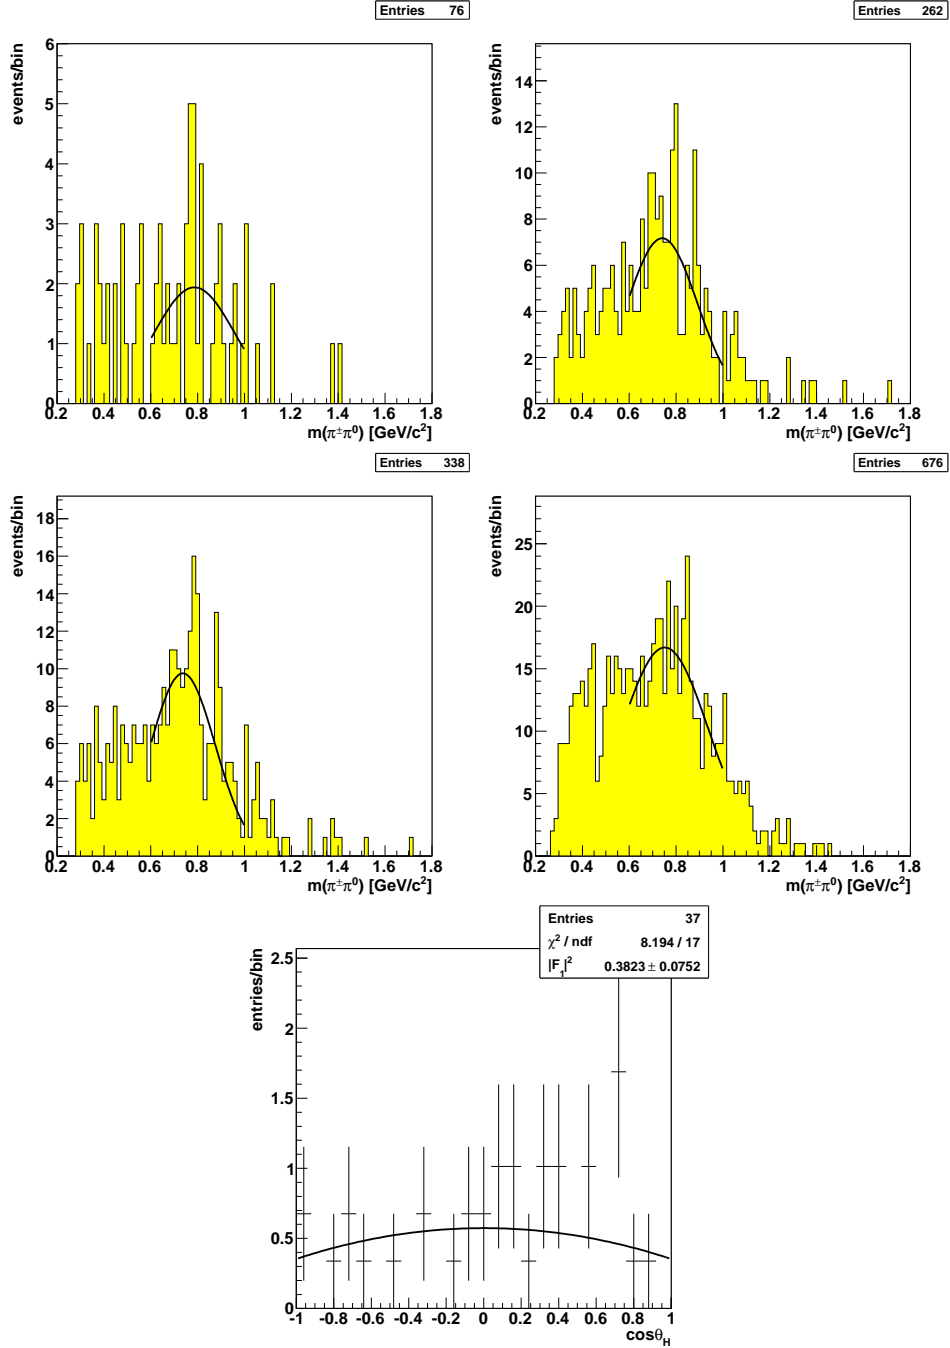 Entries 76
events/bin
6
5
4
3
2
1
0
0.2 0.4 0.6 0.8 1 1.2 1.4 1.6 1.8
m(π±π⁰) [GeV/c²]
Entries 262
events/bin
14
12
10
8
6
4
2
0
0.2 0.4 0.6 0.8 1 1.2 1.4 1.6 1.8
m(π±π⁰) [GeV/c²]
Entries 338
events/bin
18
16
14
12
10
8
6
4
2
0
0.2 0.4 0.6 0.8 1 1.2 1.4 1.6 1.8
m(π±π⁰) [GeV/c²]
Entries 676
events/bin
25
20
15
10
5
0
0.2 0.4 0.6 0.8 1 1.2 1.4 1.6 1.8
m(π±π⁰) [GeV/c²]
Entries 37
χ² / ndf 8.194 / 17
|F₁|² 0.3823 ± 0.0752
entries/bin
2.5
2
1.5
1
0.5
0
-1 -0.8 -0.6 -0.4 -0.2 0 0.2 0.4 0.6 0.8 1
cosθ_H